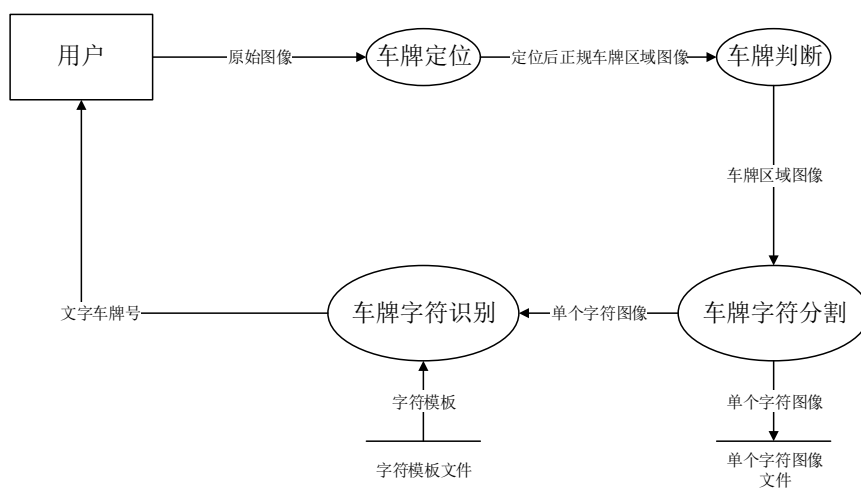 用户
原始图像
车牌定位
定位后正规车牌区域图像
车牌判断
车牌区域图像
文字车牌号
车牌字符识别
单个字符图像
车牌字符分割
字符模板
单个字符图像
字符模板文件
单个字符图像
文件